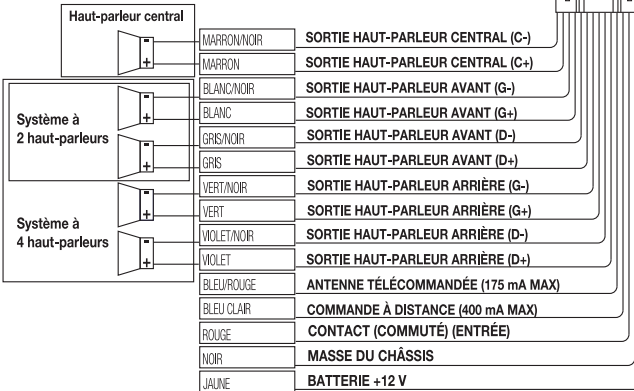 Haut-parleur central
MARRON/NOIR SORTIE HAUT-PARLEUR CENTRAL (C-)
MARRON SORTIE HAUT-PARLEUR CENTRAL (C+)
BLANC/NOIR SORTIE HAUT-PARLEUR AVANT (G-)
BLANC SORTIE HAUT-PARLEUR AVANT (G+)
Système à
2 haut-parleurs
GRIS/NOIR SORTIE HAUT-PARLEUR AVANT (D-)
GRIS SORTIE HAUT-PARLEUR AVANT (D+)
VERT/NOIR SORTIE HAUT-PARLEUR ARRIÈRE (G-)
VERT SORTIE HAUT-PARLEUR ARRIÈRE (G+)
Système à
4 haut-parleurs
VIOLET/NOIR SORTIE HAUT-PARLEUR ARRIÈRE (D-)
VIOLET SORTIE HAUT-PARLEUR ARRIÈRE (D+)
BLEU/ROUGE ANTENNE TÉLÉCOMMANDÉE (175 mA MAX)
BLEU CLAIR COMMANDE À DISTANCE (400 mA MAX)
ROUGE CONTACT (COMMUTÉ) (ENTRÉE)
NOIR MASSE DU CHÂSSIS
JAUNE BATTERIE +12 V